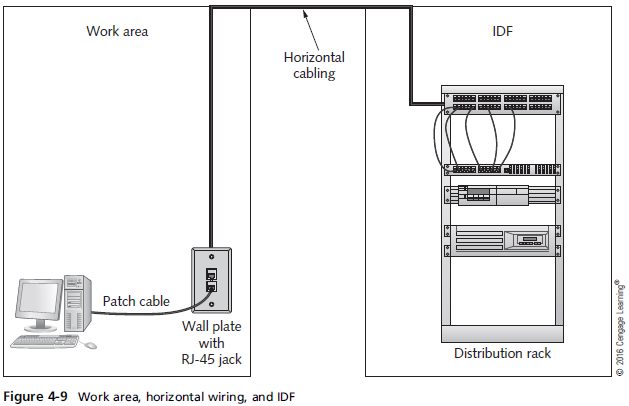 Work area
IDF
Horizontal
cabling
Patch cable
Wall plate
with
RJ-45 jack
Distribution rack
© 2016 Cengage Learning®
Figure 4-9 Work area, horizontal wiring, and IDF